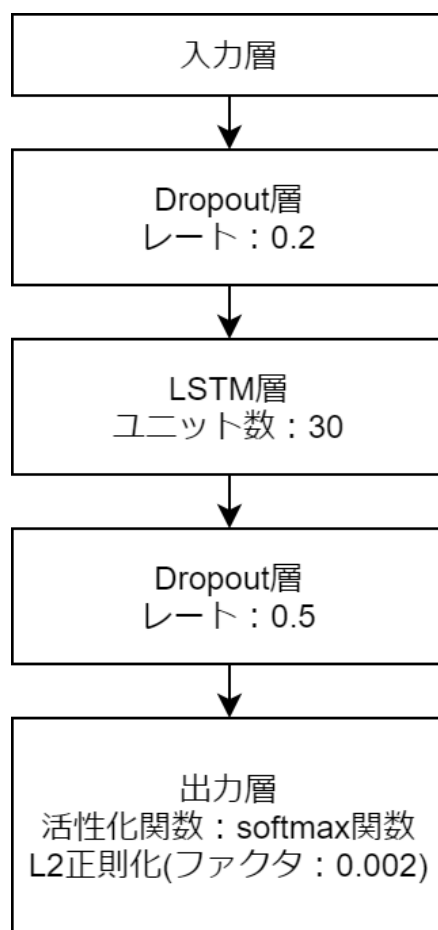 入力層
Dropout層
レート：0.2
LSTM層
ユニット数：30
Dropout層
レート：0.5
出力層
活性化関数：softmax関数
L2正則化(ファクタ：0.002)